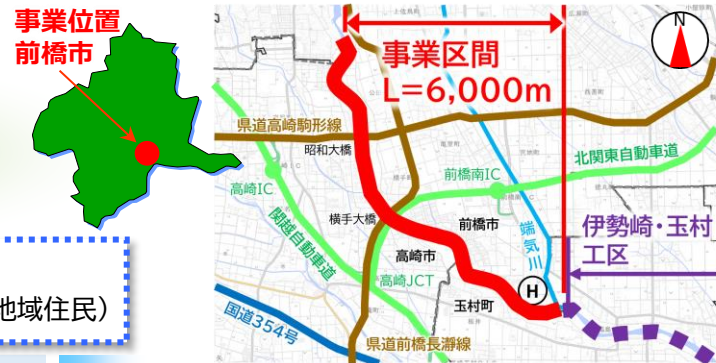 事業位置
前橋市
事業区間
L=6,000m
N
県道高崎駒形線
昭和大橋
北関東自動車道
高崎IC
前橋南IC
横手大橋
前橋市
端気川
伊勢崎・玉村
工区
関越自動車道
高崎市
高崎JCT
玉村町
H
地域住民）
国道354号
県道前橋長瀞線